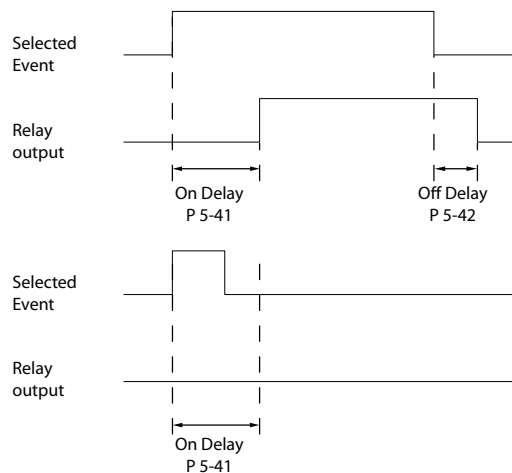 Selected
Event
Relay
output
On Delay
P 5-41
Off Delay
P 5-42
Selected
Event
Relay
output
On Delay
P 5-41